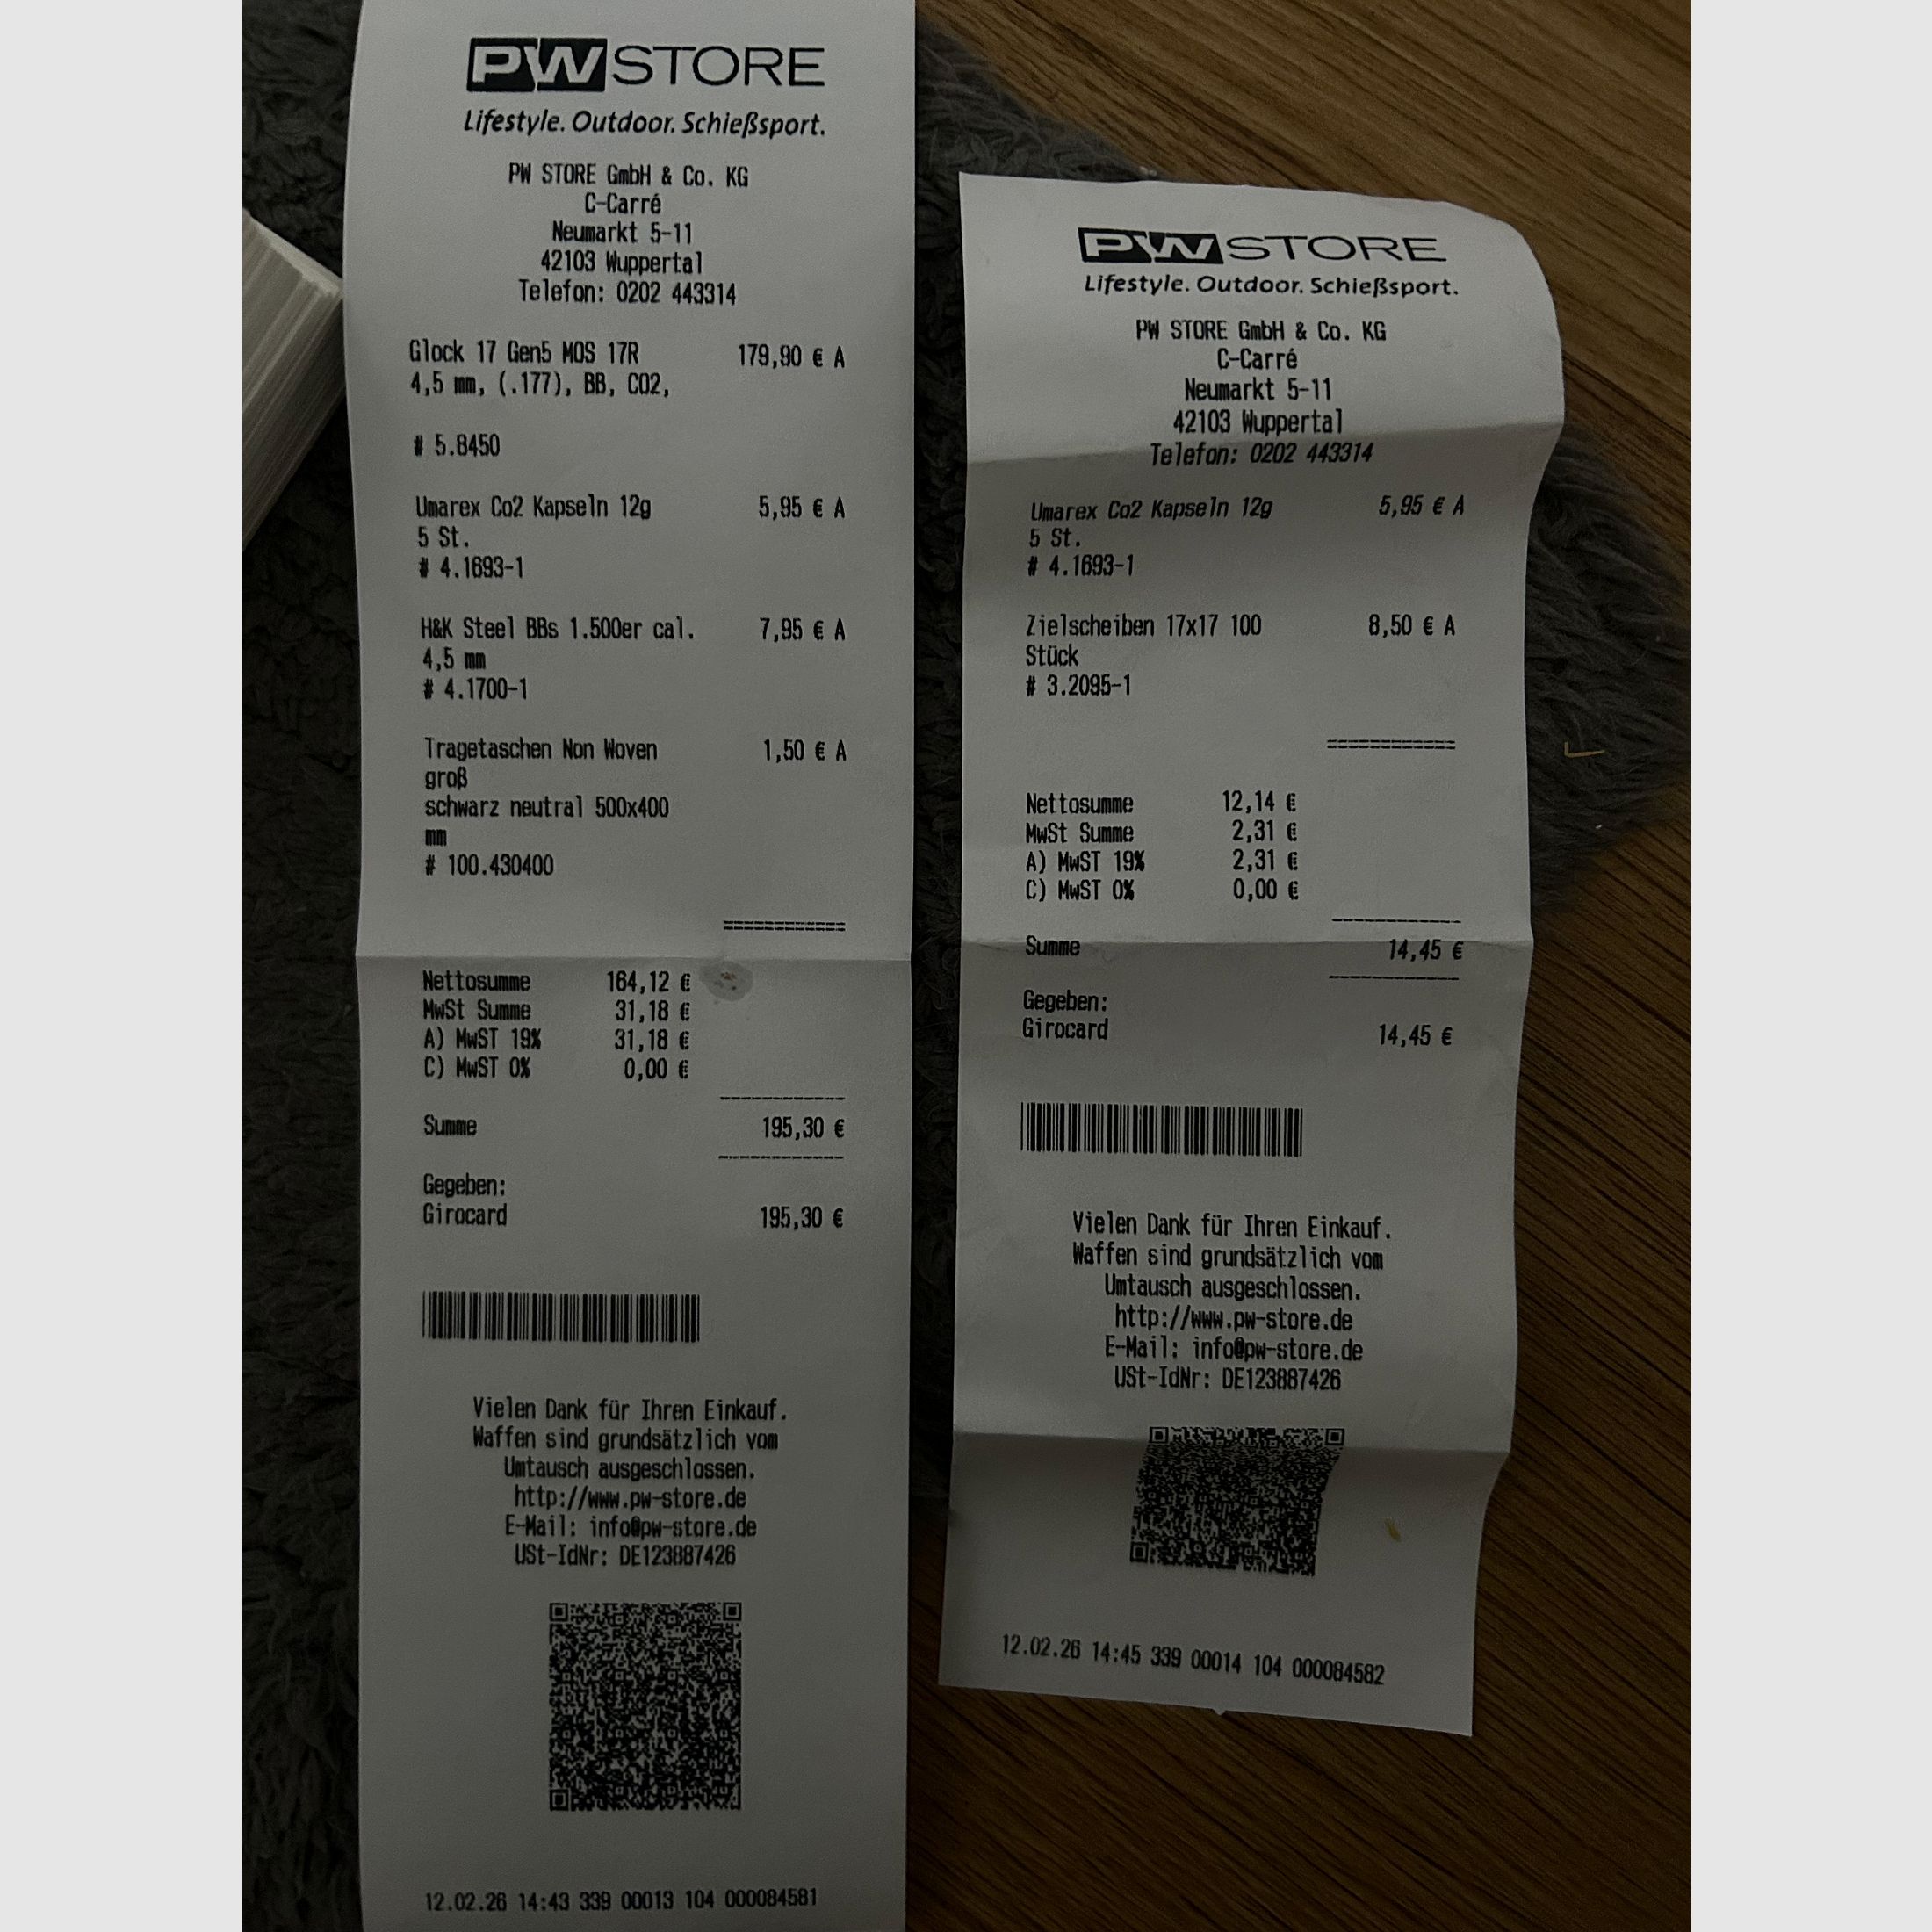 PW STORE
Lifestyle. Outdoor. Schießsport.
PW STORE GmbH & Co. KG
C-Carré
Neumarkt 5-11
42103 Wuppertal
Telefon: 0202 443314
Glock 17 Gen5 MOS 17R 179,90 € A
4,5 mm, (.177), BB, CO2,
# 5.8450
Umarex Co2 Kapseln 12g 5,95 € A
5 St.
# 4.1693-1
H&K Steel BBs 1.500er cal. 7,95 € A
4,5 mm
# 4.1700-1
Tragetaschen Non Woven 1,50 € A
groß
schwarz neutral 500x400
mm
# 100.430400
============
Nettosumme 164,12 €
MwSt Summe 31,18 €
A) MwST 19% 31,18 €
C) MwST 0% 0,00 €
------------
Summe 195,30 €
------------
Gegeben:
Girocard 195,30 €
Vielen Dank für Ihren Einkauf.
Waffen sind grundsätzlich vom
Umtausch ausgeschlossen.
http://www.pw-store.de
E-Mail: info@pw-store.de
USt-IdNr: DE123887426
12.02.26 14:43 339 00013 104 000084581
PW STORE
Lifestyle. Outdoor. Schießsport.
PW STORE GmbH & Co. KG
C-Carré
Neumarkt 5-11
42103 Wuppertal
Telefon: 0202 443314
Umarex Co2 Kapseln 12g 5,95 € A
5 St.
# 4.1693-1
Zielscheiben 17x17 100 8,50 € A
Stück
# 3.2095-1
============
Nettosumme 12,14 €
MwSt Summe 2,31 €
A) MwST 19% 2,31 €
C) MwST 0% 0,00 €
------------
Summe 14,45 €
------------
Gegeben:
Girocard 14,45 €
Vielen Dank für Ihren Einkauf.
Waffen sind grundsätzlich vom
Umtausch ausgeschlossen.
http://www.pw-store.de
E-Mail: info@pw-store.de
USt-IdNr: DE123887426
12.02.26 14:45 339 00014 104 000084582